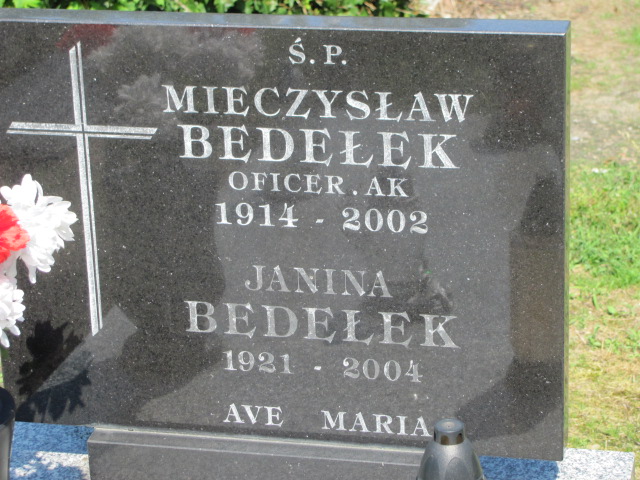 Ś.P.
MIECZYSŁAW
BEDEŁEK
OFICER.AK
1914 - 2002
JANINA
BEDEŁEK
1921 - 2004
AVE MARIA